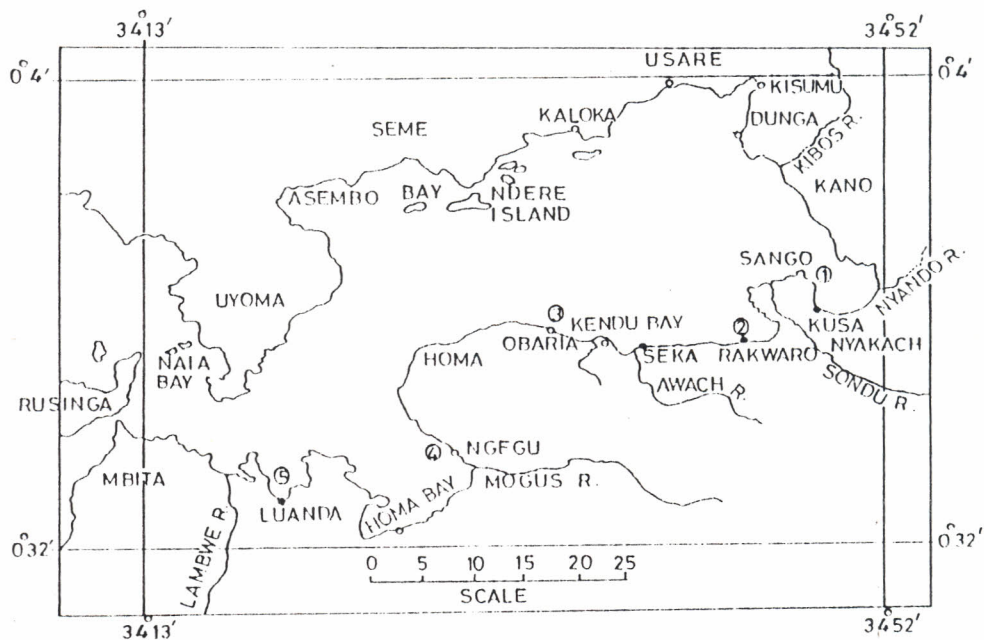 34°13′ 34°52′
USARE
0°4′ 0°4′
KISUMU
KALOKA
DUNGA
SEME
KIBOS R.
ASEMBO
BAY
NDERE
ISLAND
KANO
SANGO
①
NYANDO R.
UYOMA
③
KENDU BAY
②
KUSA
OBARIA
SEKA
RAKWARO
NYAKACH
HOMA
NAIA
BAY
AWACH R.
SONDU R.
RUSINGA
④
NGEGU
MBITA
⑤
MOGUS R.
LUANDA
HOMA BAY
LAMBWE R.
0°32′ 0°32′
0 5 10 15 20 25
SCALE
34°13′ 34°52′